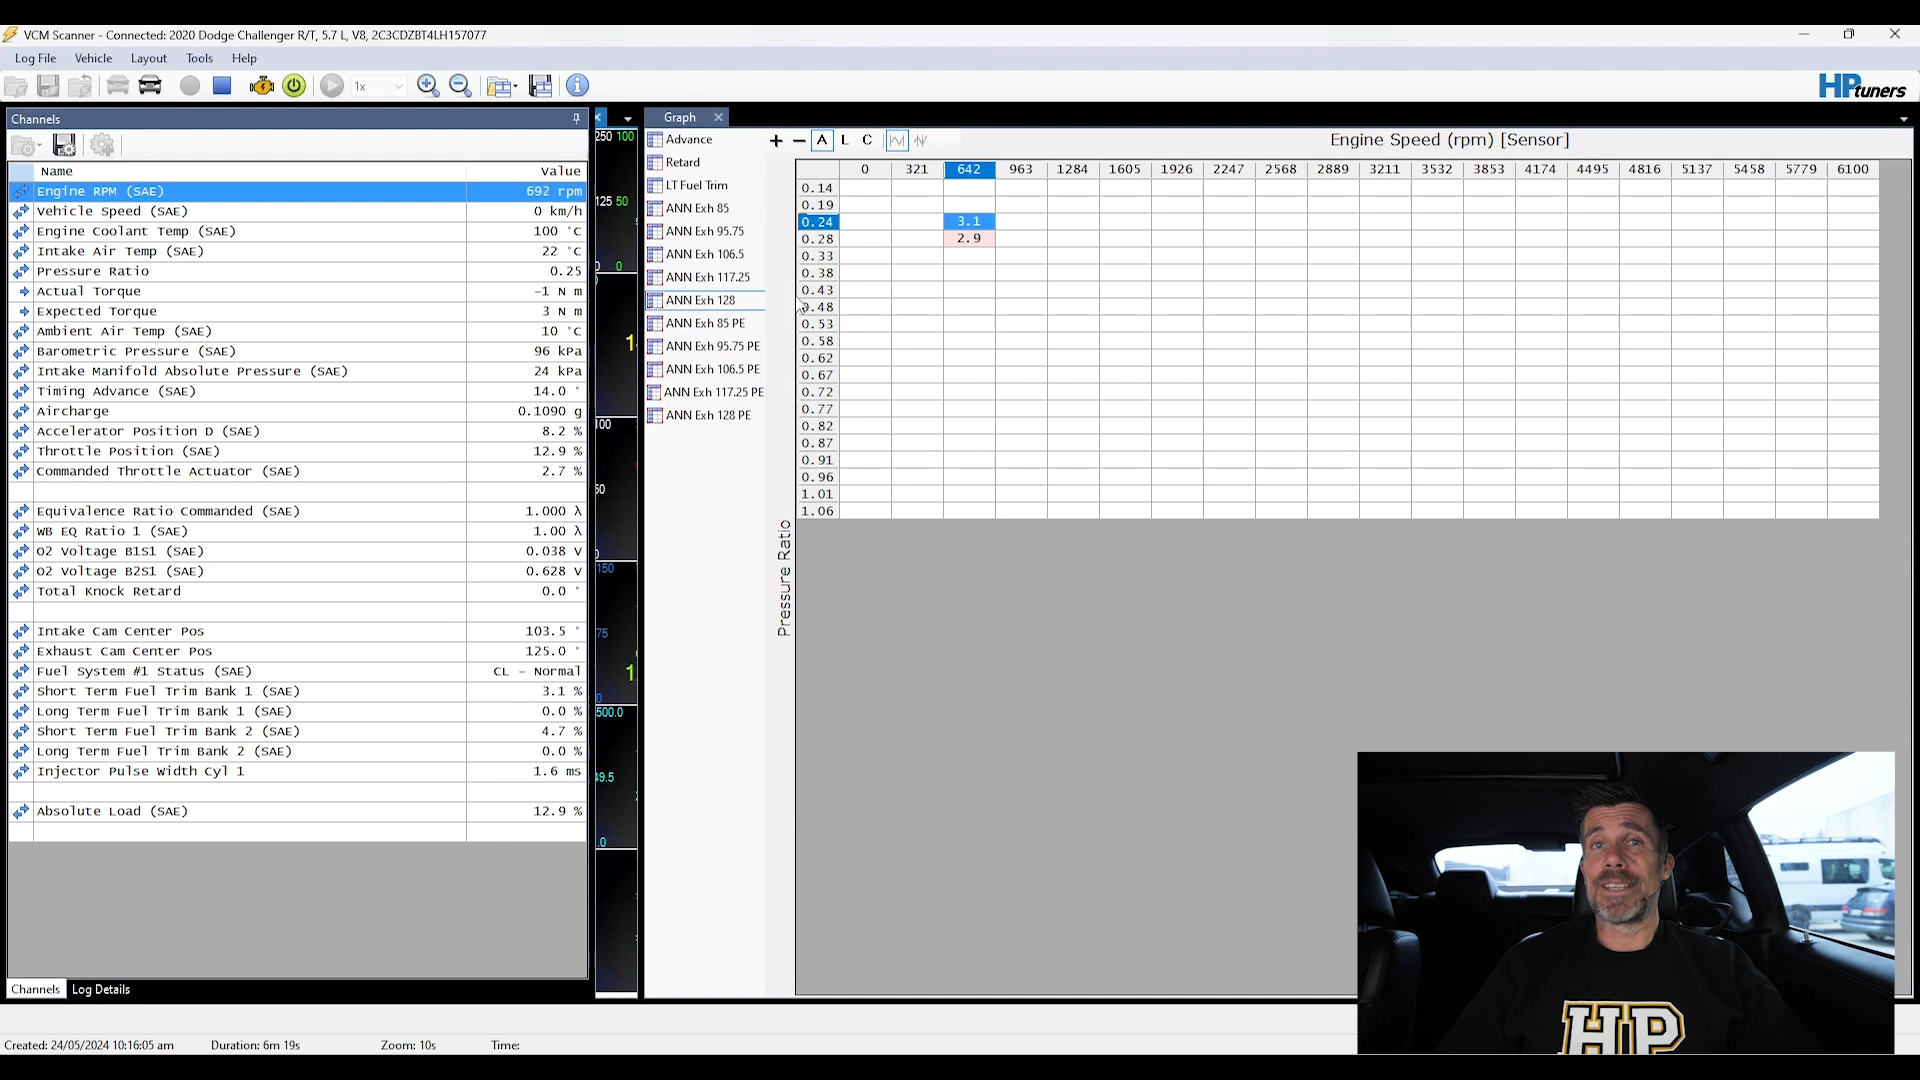 VCM Scanner - Connected: 2020 Dodge Challenger R/T, 5.7 L, V8, 2C3CDZBT4LH157077
Log File Vehicle Layout Tools Help
1x
HPtuners
Channels
Name Value
Engine RPM (SAE) 692 rpm
Vehicle Speed (SAE) 0 km/h
Engine Coolant Temp (SAE) 100 °C
Intake Air Temp (SAE) 22 °C
Pressure Ratio 0.25
Actual Torque -1 N m
Expected Torque 3 N m
Ambient Air Temp (SAE) 10 °C
Barometric Pressure (SAE) 96 kPa
Intake Manifold Absolute Pressure (SAE) 24 kPa
Timing Advance (SAE) 14.0 °
Aircharge 0.1090 g
Accelerator Position D (SAE) 8.2 %
Throttle Position (SAE) 12.9 %
Commanded Throttle Actuator (SAE) 2.7 %
Equivalence Ratio Commanded (SAE) 1.000 λ
WB EQ Ratio 1 (SAE) 1.00 λ
O2 Voltage B1S1 (SAE) 0.038 V
O2 Voltage B2S1 (SAE) 0.628 V
Total Knock Retard 0.0 °
Intake Cam Center Pos 103.5 °
Exhaust Cam Center Pos 125.0 °
Fuel System #1 Status (SAE) CL - Normal
Short Term Fuel Trim Bank 1 (SAE) 3.1 %
Long Term Fuel Trim Bank 1 (SAE) 0.0 %
Short Term Fuel Trim Bank 2 (SAE) 4.7 %
Long Term Fuel Trim Bank 2 (SAE) 0.0 %
Injector Pulse Width Cyl 1 1.6 ms
Absolute Load (SAE) 12.9 %
Channels Log Details
250 100
125 50
0 0
100
50
150
75
0
500.0
49.5
.0
Graph
Advance
Retard
LT Fuel Trim
ANN Exh 85
ANN Exh 95.75
ANN Exh 106.5
ANN Exh 117.25
ANN Exh 128
ANN Exh 85 PE
ANN Exh 95.75 PE
ANN Exh 106.5 PE
ANN Exh 117.25 PE
ANN Exh 128 PE
A L C
Engine Speed (rpm) [Sensor]
0 321 642 963 1284 1605 1926 2247 2568 2889 3211 3532 3853 4174 4495 4816 5137 5458 5779 6100
0.14
0.19
0.24 3.1
0.28 2.9
0.33
0.38
0.43
0.48
0.53
0.58
0.62
0.67
0.72
0.77
0.82
0.87
0.91
0.96
1.01
1.06
Pressure Ratio
HP
Created: 24/05/2024 10:16:05 am Duration: 6m 19s Zoom: 10s Time: